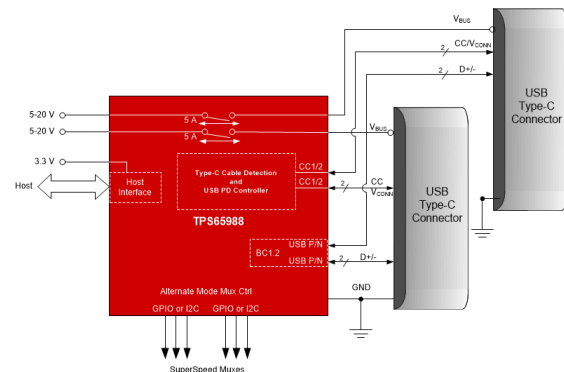 VBUS
CC/VCONN
2
D+/-
2
USB
Type-C
Connector
5-20 V
5 A
5-20 V
5 A
VBUS
3.3 V
Host
Host
Interface
Type-C Cable Detection
and
USB PD Controller
CC1/2
CC1/2
2
CC
VCONN
USB
Type-C
Connector
TPS65988
BC1.2
USB P/N
USB P/N
2
D+/-
GND
Alternate Mode Mux Ctrl
GPIO or I2C
GPIO or I2C
SuperSpeed Muxes